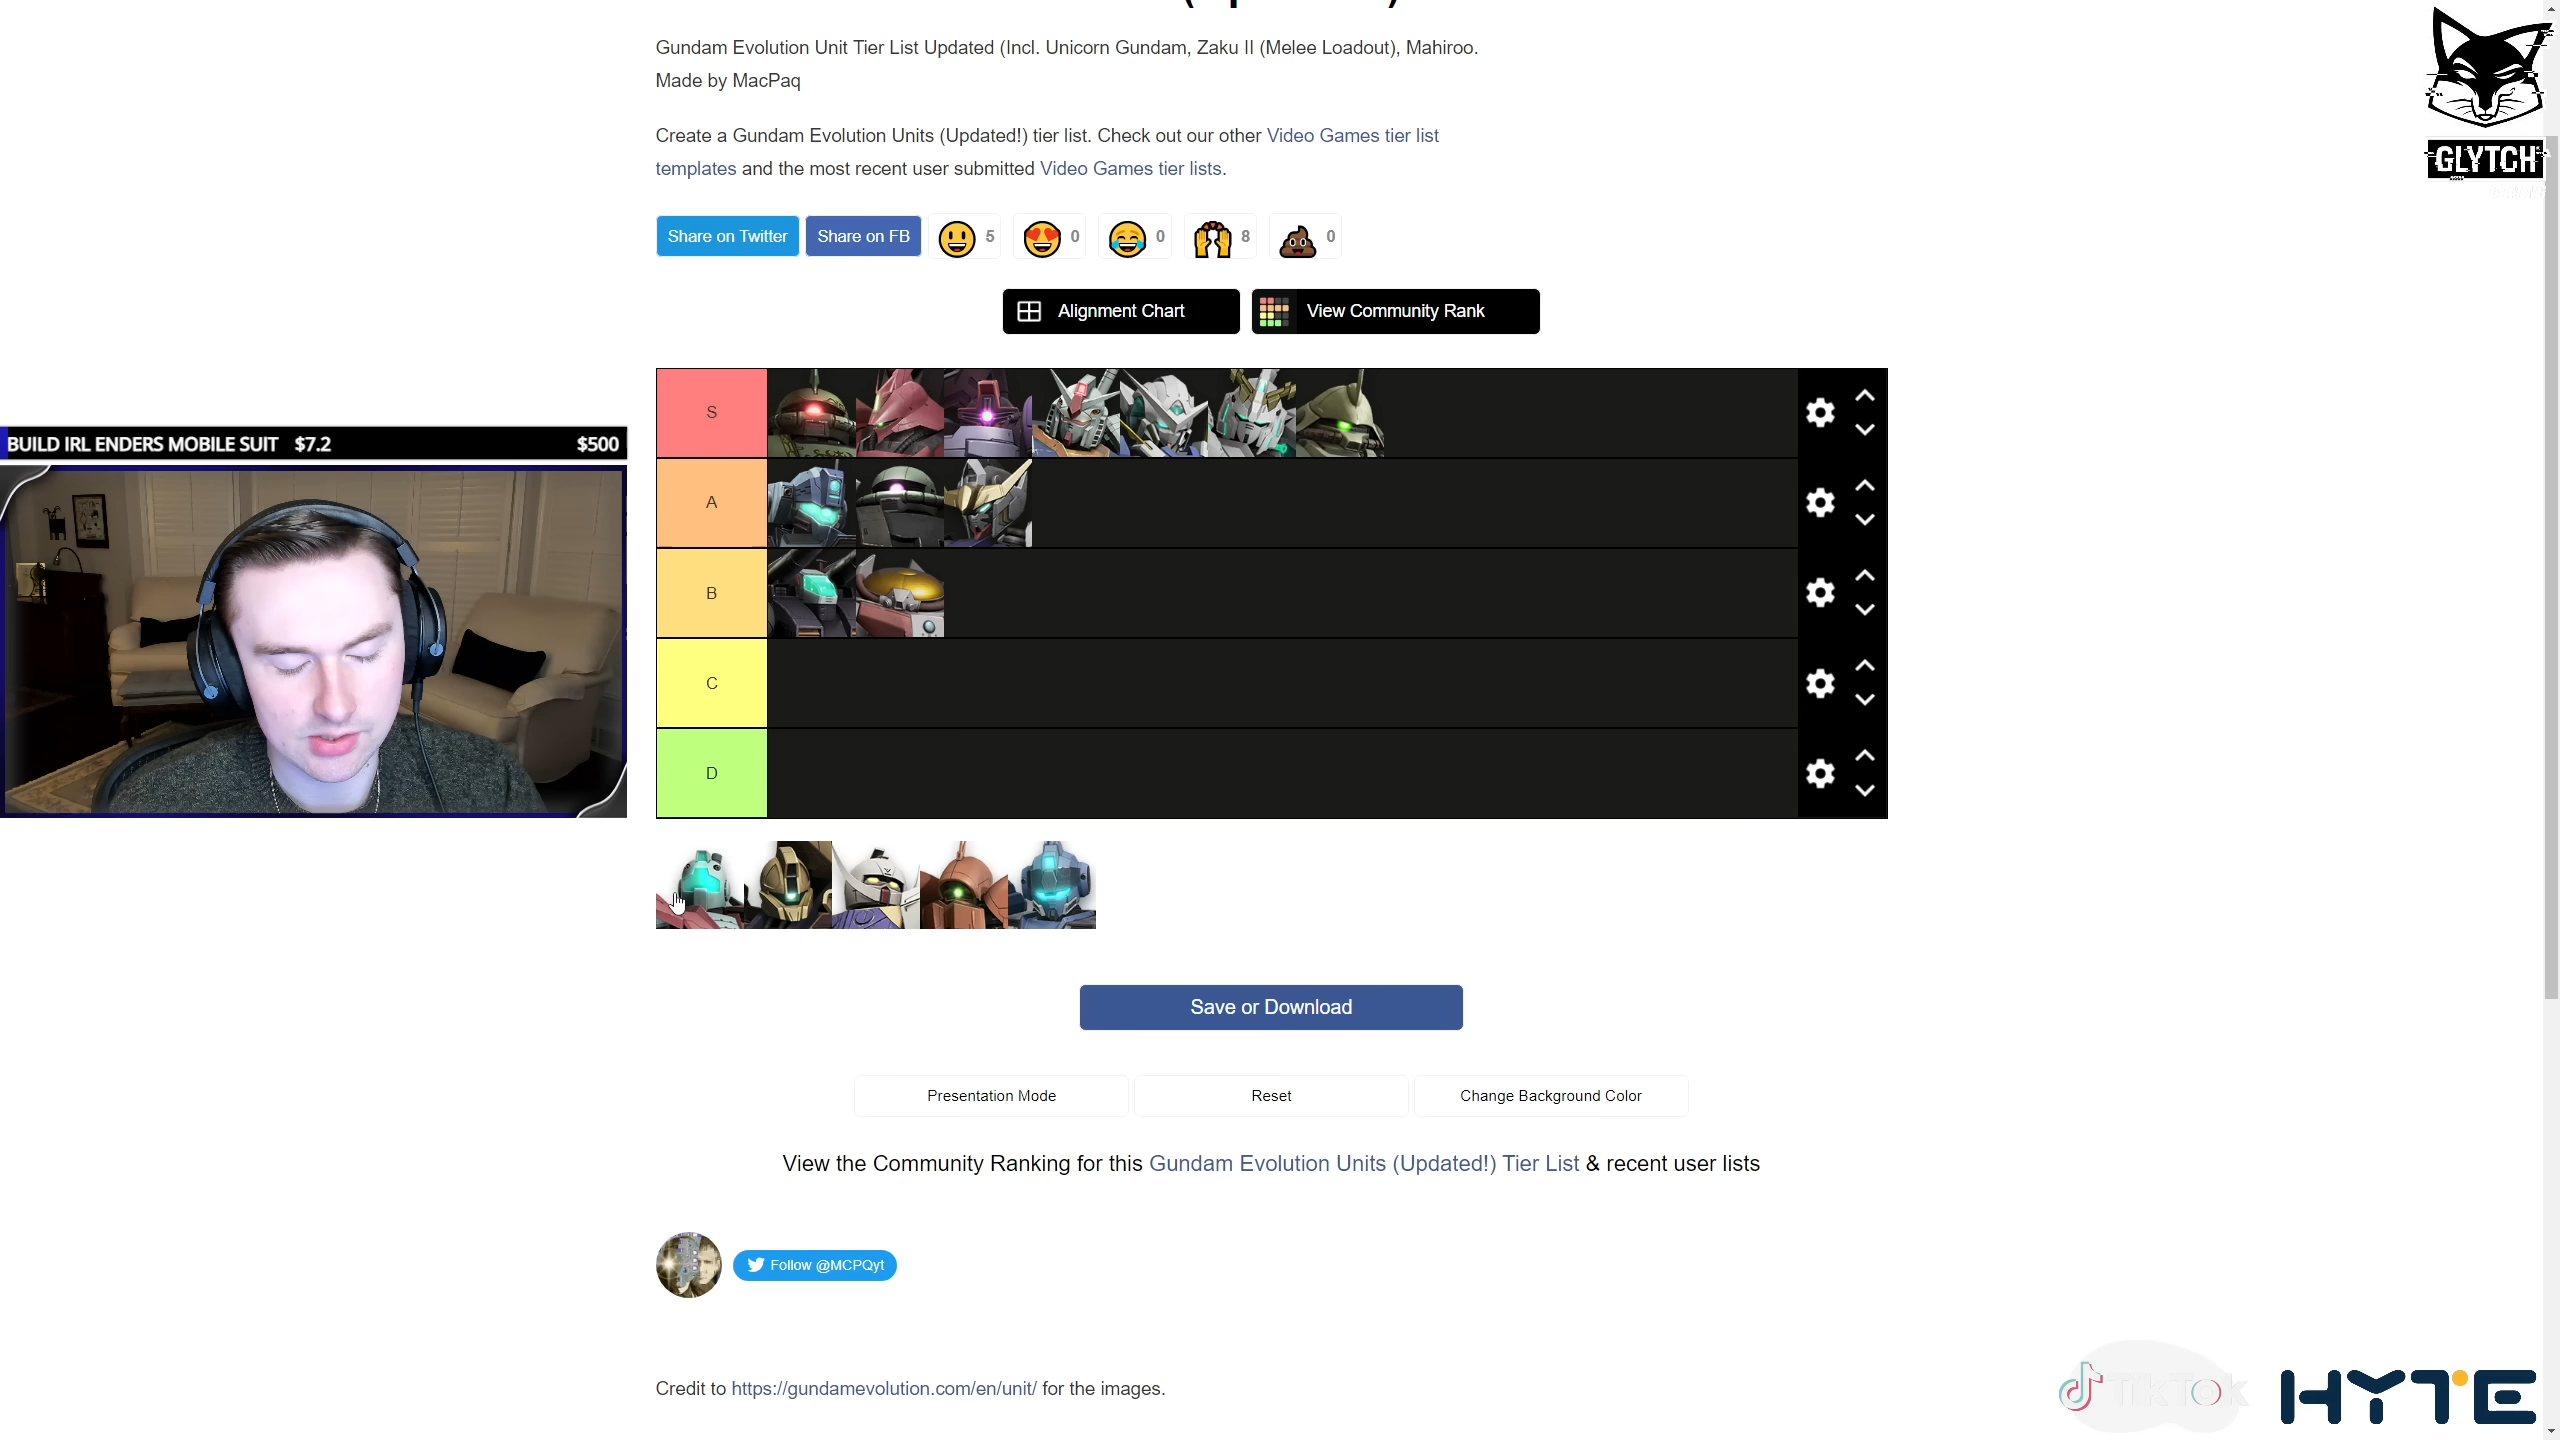 Gundam Evolution Unit Tier List Updated (Incl. Unicorn Gundam, Zaku II (Melee Loadout), Mahiroo.
Made by MacPaq
Create a Gundam Evolution Units (Updated!) tier list. Check out our other Video Games tier list
templates and the most recent user submitted Video Games tier lists.
GLYTCH
Share on Twitter
Share on FB
5
0
0
8
0
Alignment Chart
View Community Rank
S
BUILD IRL ENDERS MOBILE SUIT $7.2 $500
A
B
C
D
Save or Download
Presentation Mode
Reset
Change Background Color
View the Community Ranking for this Gundam Evolution Units (Updated!) Tier List & recent user lists
Follow @MCPQyt
Credit to https://gundamevolution.com/en/unit/ for the images.
TikTok
HYTE